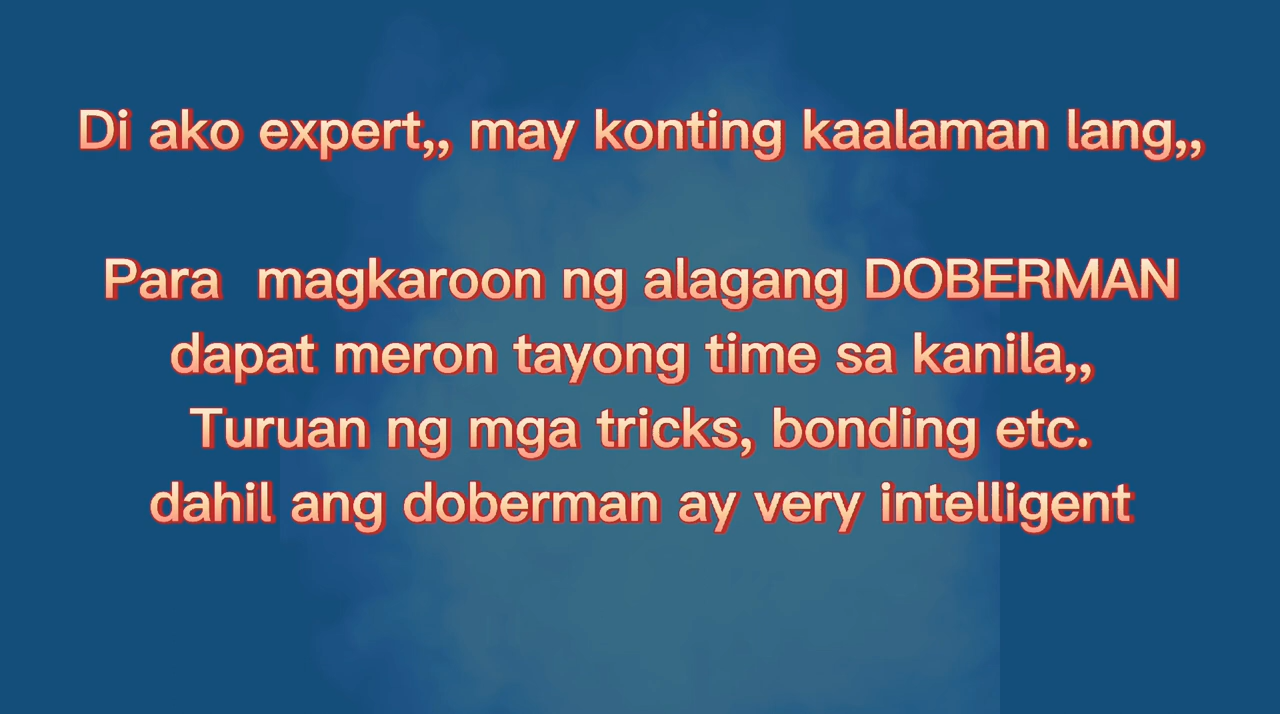 Di ako expert,, may konting kaalaman lang,,
Para magkaroon ng alagang DOBERMAN
dapat meron tayong time sa kanila,,
Turuan ng mga tricks, bonding etc.
dahil ang doberman ay very intelligent